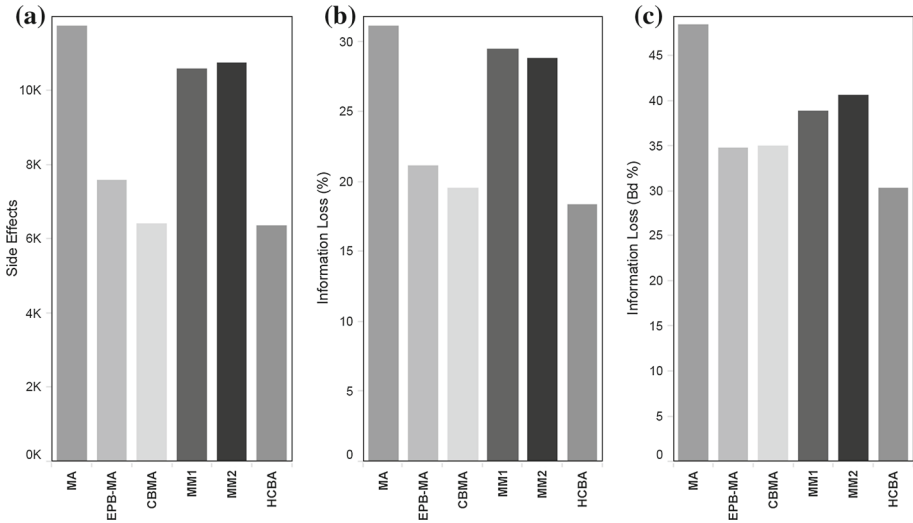 (a)
Side Effects
10K
8K
6K
4K
2K
0K
MA
EPB-MA
CBMA
MM1
MM2
HCBA
(b)
Information Loss (%)
30
25
20
15
10
5
0
MA
EPB-MA
CBMA
MM1
MM2
HCBA
(c)
Information Loss (Bd %)
45
40
35
30
25
20
15
10
5
0
MA
EPB-MA
CBMA
MM1
MM2
HCBA